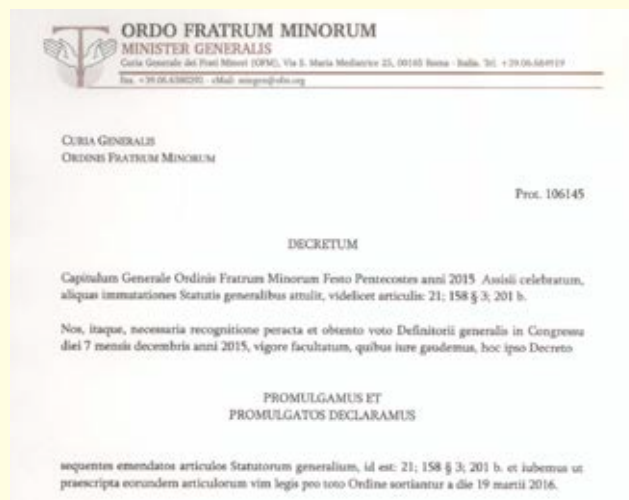 ORDO FRATRUM MINORUM
MINISTER GENERALIS
Curia Generale dei Frati Minori (OFM), Via S. Maria Mediatrice 25, 00165 Roma - Italia. Tel. +39.06.684919
Fax. +39.06.6380292 - eMail: mingen@ofm.org
CURIA GENERALIS
ORDINIS FRATRUM MINORUM
Prot. 106145
DECRETUM
Capitulum Generale Ordinis Fratrum Minorum Festo Pentecostes anni 2015 Assisii celebratum,
aliquas immutationes Statutis generalibus attulit, videlicet articulis: 21; 158 § 3; 201 b.
Nos, itaque, necessaria recognitione peracta et obtento voto Definitorii generalis in Congressu
diei 7 mensis decembris anni 2015, vigore facultatum, quibus iure gaudemus, hoc ipso Decreto
PROMULGAMUS ET
PROMULGATOS DECLARAMUS
sequentes emendatos articulos Statutorum generalium, id est: 21; 158 § 3; 201 b. et iubemus ut
praescripta eorundem articulorum vim legis pro toto Ordine sortiantur a die 19 martii 2016.